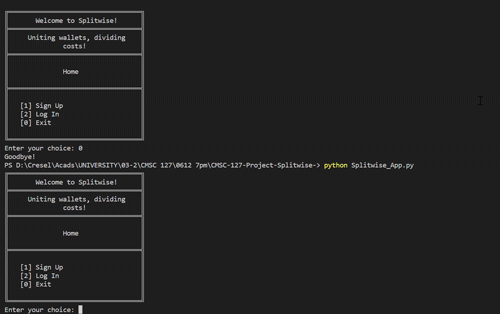 Welcome to Splitwise!
Uniting wallets, dividing
costs!
Home
[1] Sign Up
[2] Log In
[0] Exit
Enter your choice: 0
Goodbye!
PS D:\Cresel\Acads\UNIVERSITY\03-2\CMSC 127\0612 7pm\CMSC-127-Project-Splitwise-> python Splitwise_App.py
Welcome to Splitwise!
Uniting wallets, dividing
costs!
Home
[1] Sign Up
[2] Log In
[0] Exit
Enter your choice: